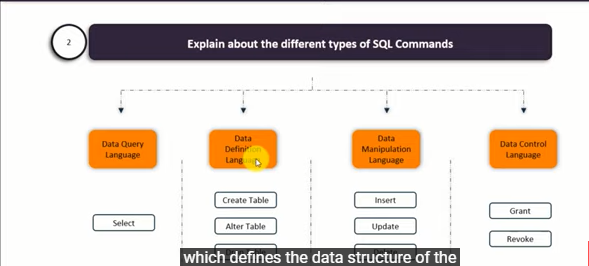 2
Explain about the different types of SQL Commands
Data Query
Language
Data
Definition
Language
Data
Manipulation
Language
Data Control
Language
Select
Create Table
Alter Table
Insert
Update
Grant
Revoke
which defines the data structure of the